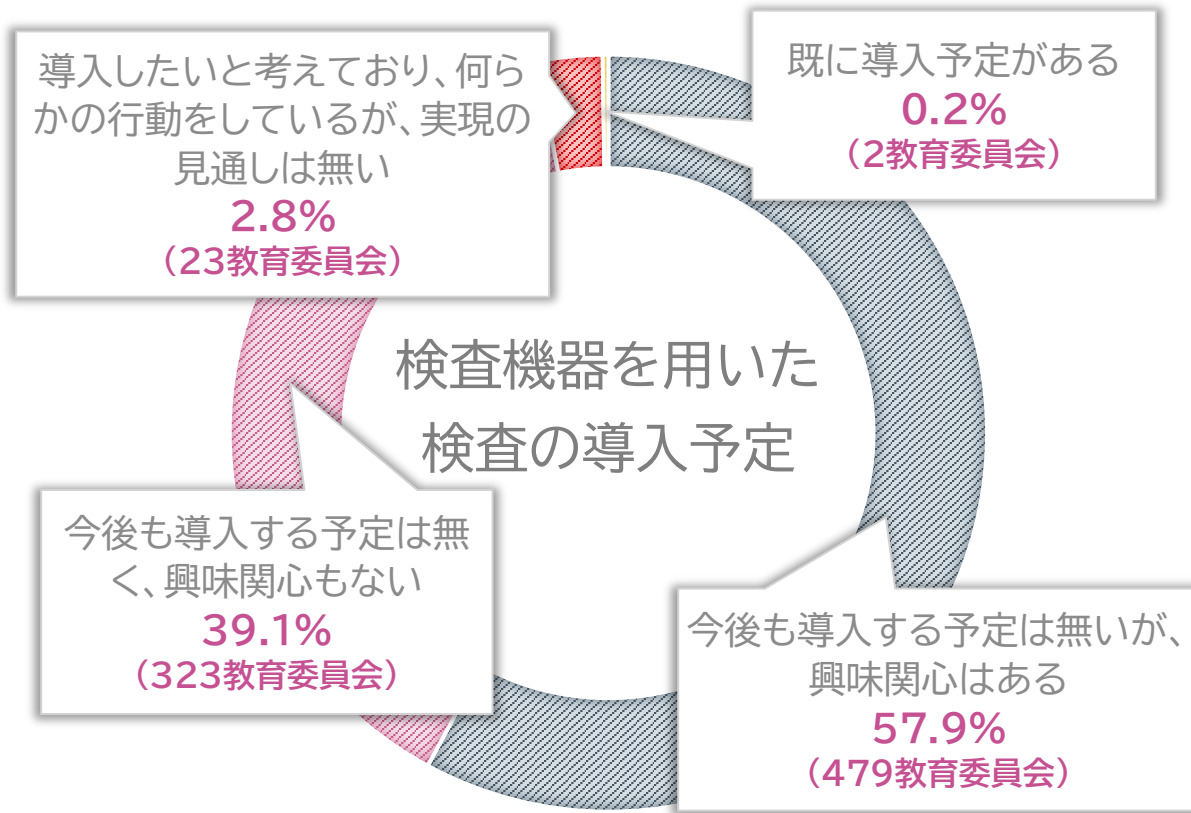 導入したいと考えており、何ら
かの行動をしているが、実現の
見通しは無い
2.8%
（23教育委員会）
既に導入予定がある
0.2%
（2教育委員会）
検査機器を用いた
検査の導入予定
今後も導入する予定は無
く、興味関心もない
39.1%
（323教育委員会）
今後も導入する予定は無いが、
興味関心はある
57.9%
（479教育委員会）